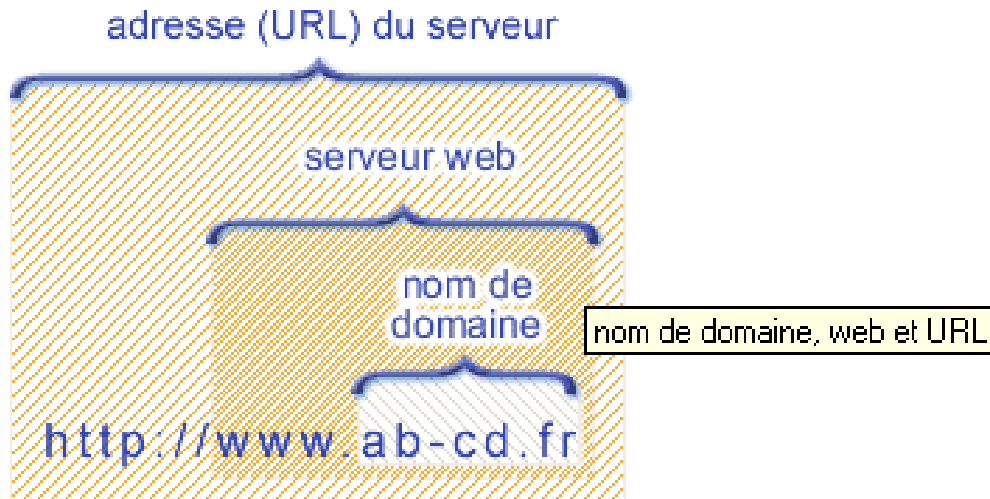 adresse (URL) du serveur
serveur web
nom de
domaine
nom de domaine, web et URL
http://www.ab-cd.fr